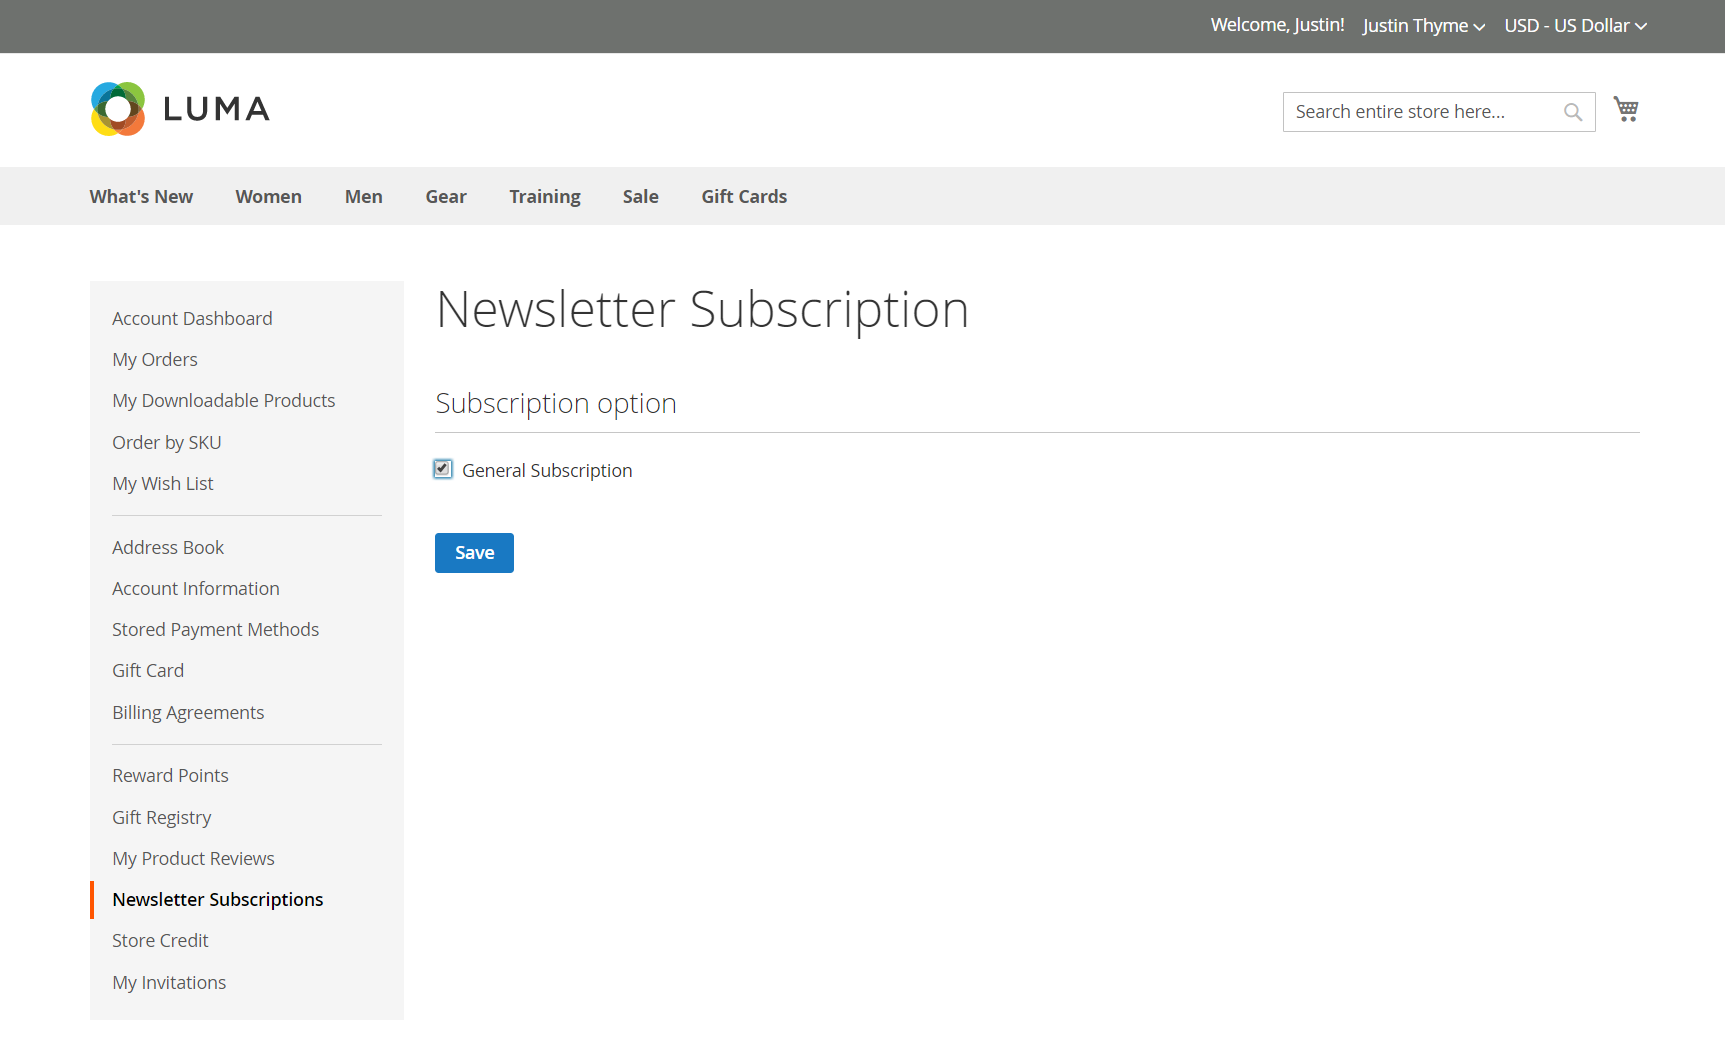 Welcome, Justin! Justin Thyme USD - US Dollar
LUMA
Search entire store here...
What's New Women Men Gear Training Sale Gift Cards
Account Dashboard
My Orders
My Downloadable Products
Order by SKU
My Wish List
Address Book
Account Information
Stored Payment Methods
Gift Card
Billing Agreements
Reward Points
Gift Registry
My Product Reviews
Newsletter Subscriptions
Store Credit
My Invitations
Newsletter Subscription
Subscription option
General Subscription
Save